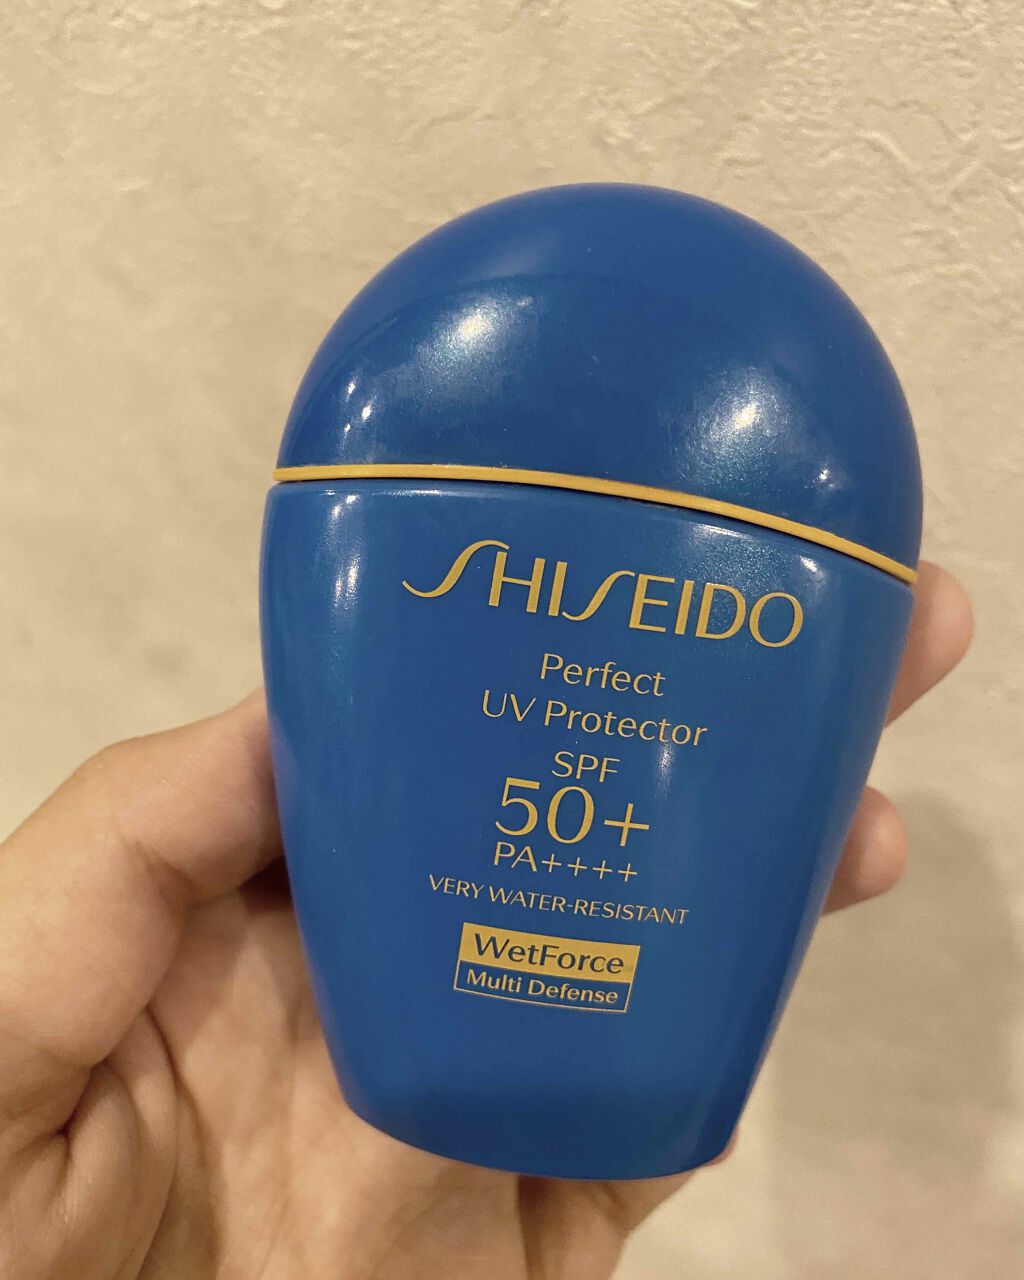 SHISEIDO
Perfect
UV Protector
SPF
50+
PA++++
VERY WATER-RESISTANT
WetForce
Multi Defense